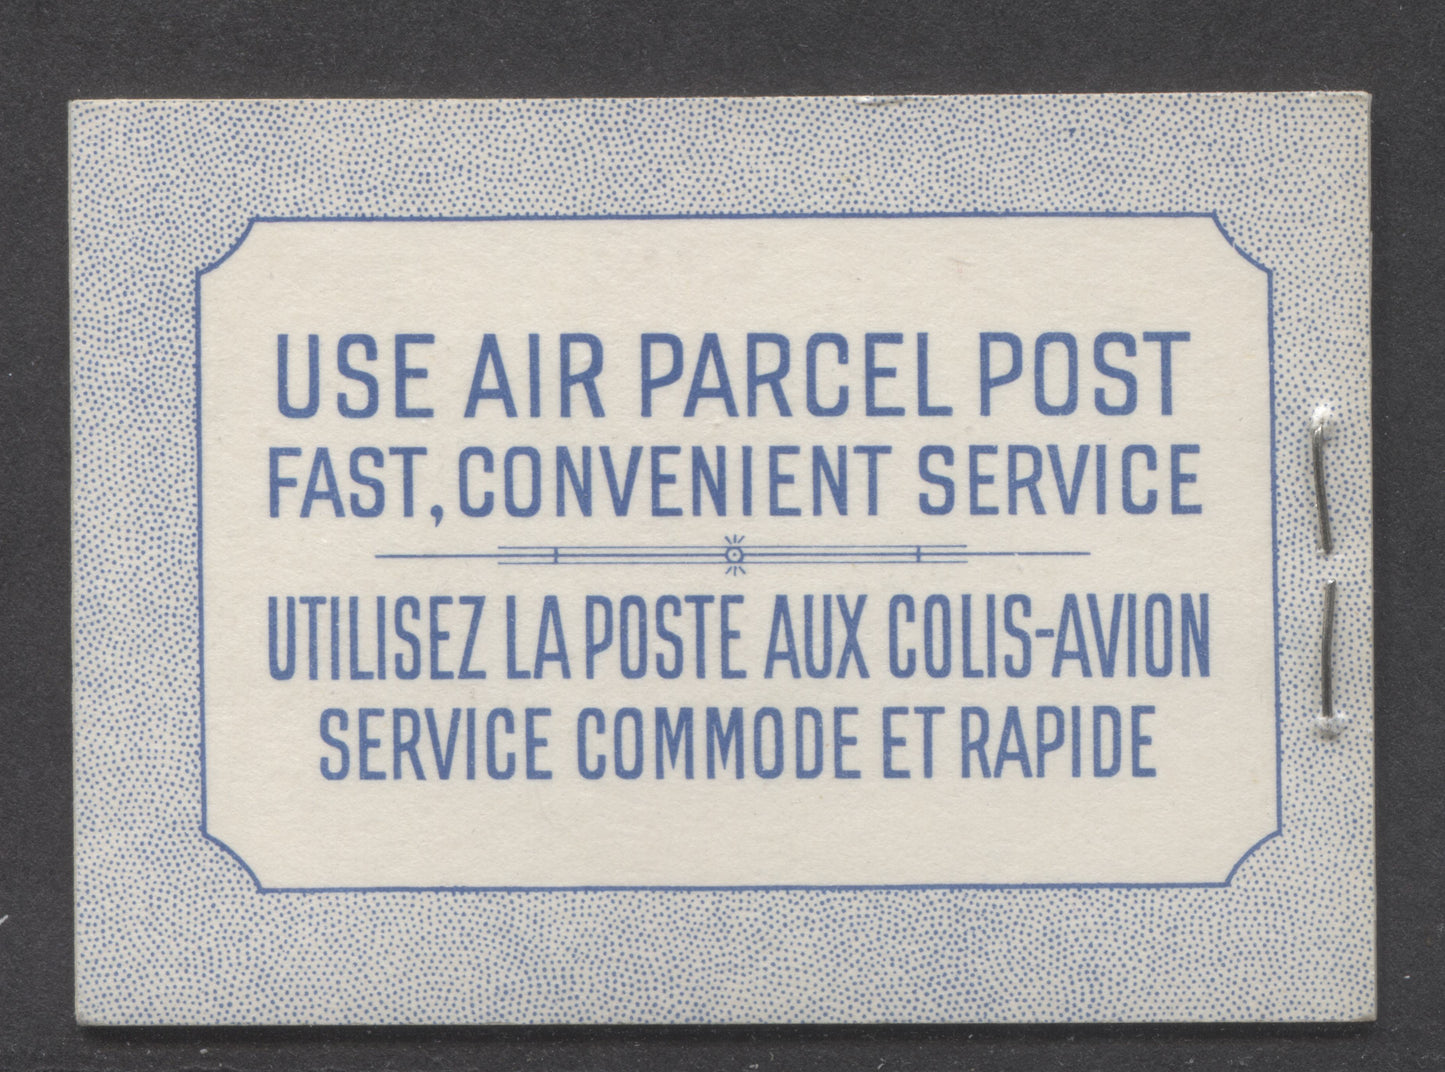 USE AIR PARCEL POST
FAST, CONVENIENT SERVICE
UTILISEZ LA POSTE AUX COLIS-AVION
SERVICE COMMODE ET RAPIDE